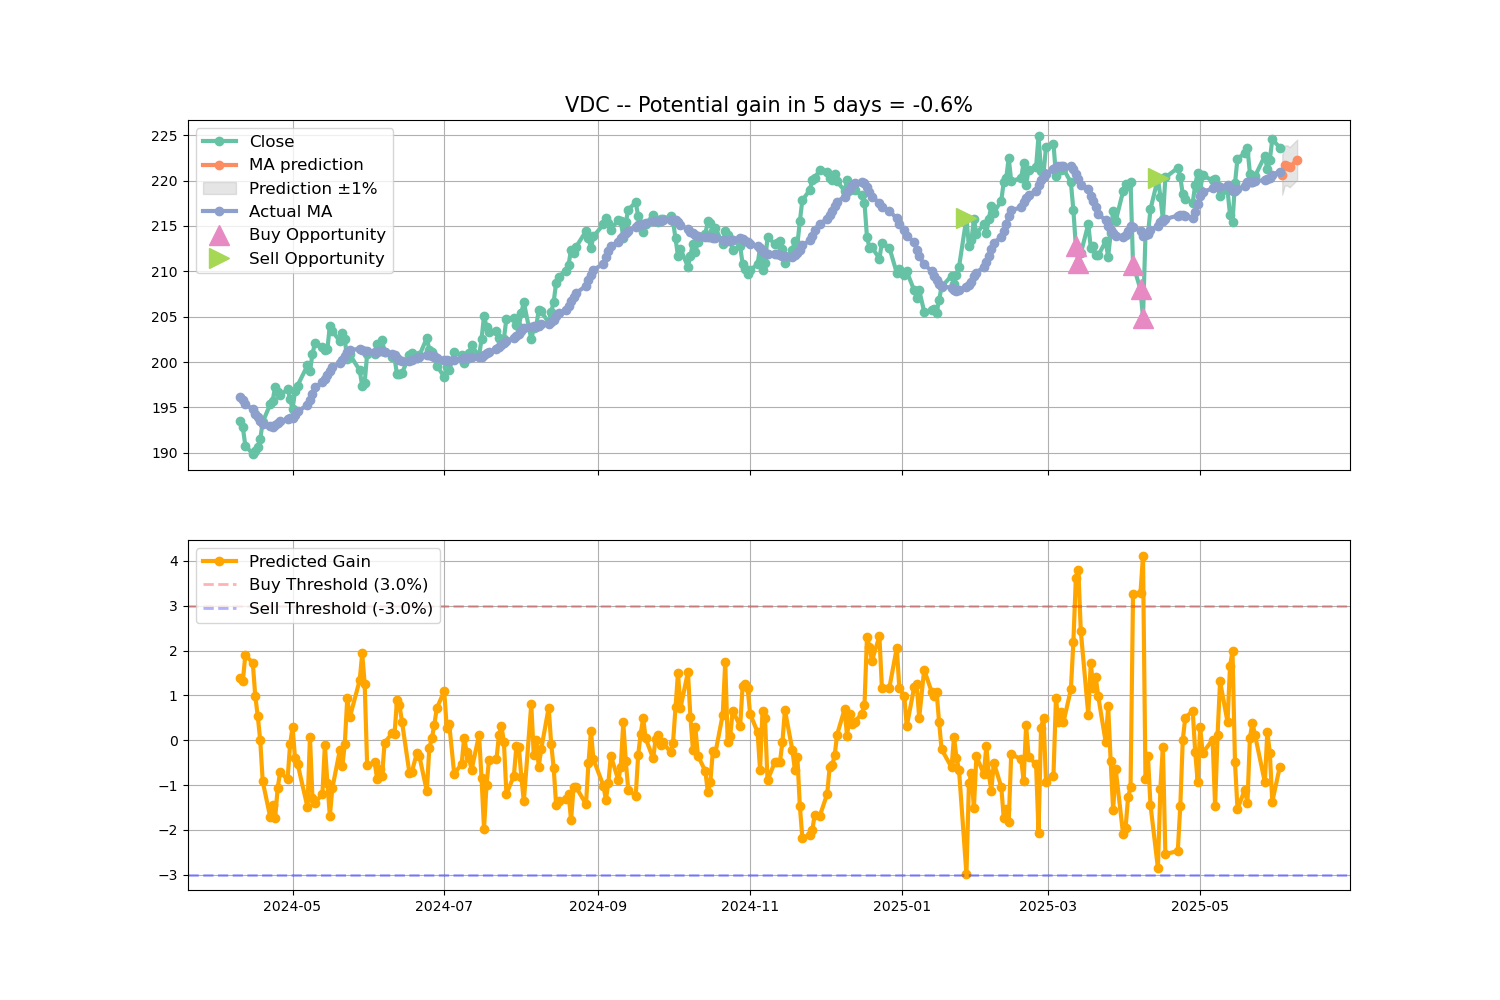 VDC -- Potential gain in 5 days = -0.6%
225
220
215
210
205
200
195
190
Close
MA prediction
Prediction ±1%
Actual MA
Buy Opportunity
Sell Opportunity
4
3
2
1
0
−1
−2
−3
Predicted Gain
Buy Threshold (3.0%)
Sell Threshold (-3.0%)
2024-05 2024-07 2024-09 2024-11 2025-01 2025-03 2025-05